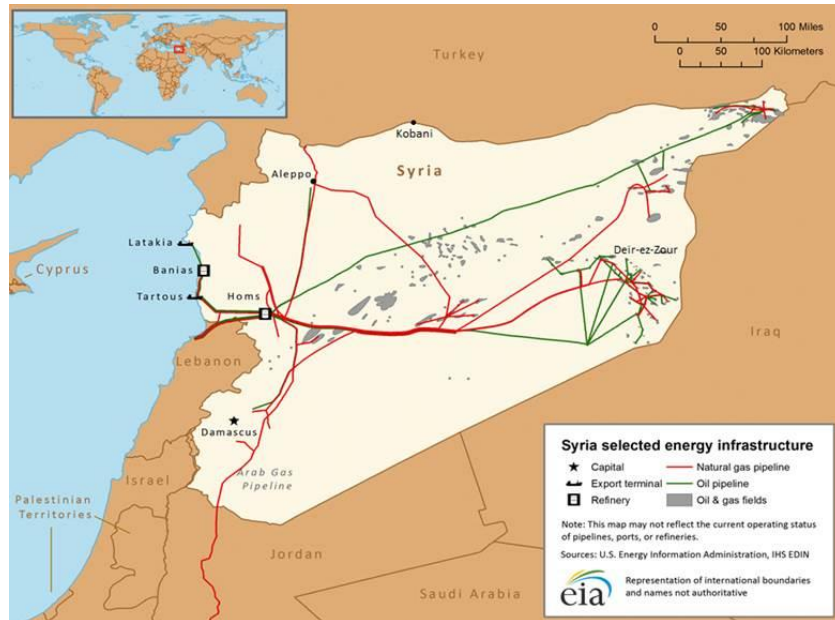 0 50 100 Miles
0 50 100 Kilometers
Turkey
Kobani
Aleppo
Syria
Latakia
Deir-ez-Zour
Banias
Cyprus
Tartous
Homs
Lebanon
Iraq
Damascus
Israel
Arab Gas
Pipeline
Palestinian
Territories
Jordan
Saudi Arabia
Syria selected energy infrastructure
Capital
Natural gas pipeline
Export terminal
Oil pipeline
Refinery
Oil & gas fields
Note: This map may not reflect the current operating status
of pipelines, ports, or refineries.
Sources: U.S. Energy Information Administration, IHS EDIN
eia
Representation of international boundaries
and names not authoritative